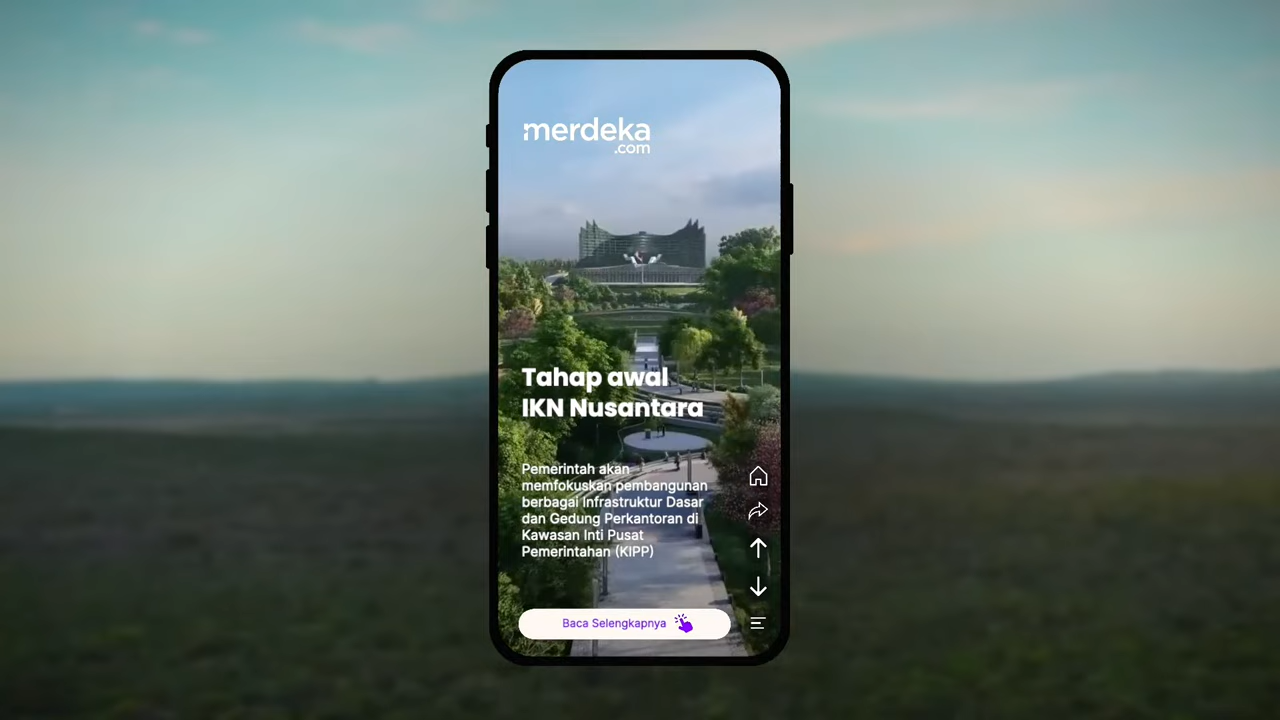 merdeka
.com
Tahap awal
IKN Nusantara
Pemerintah akan
memfokuskan pembangunan
berbagai Infrastruktur Dasar
dan Gedung Perkantoran di
Kawasan Inti Pusat
Pemerintahan (KIPP)
Baca Selengkapnya